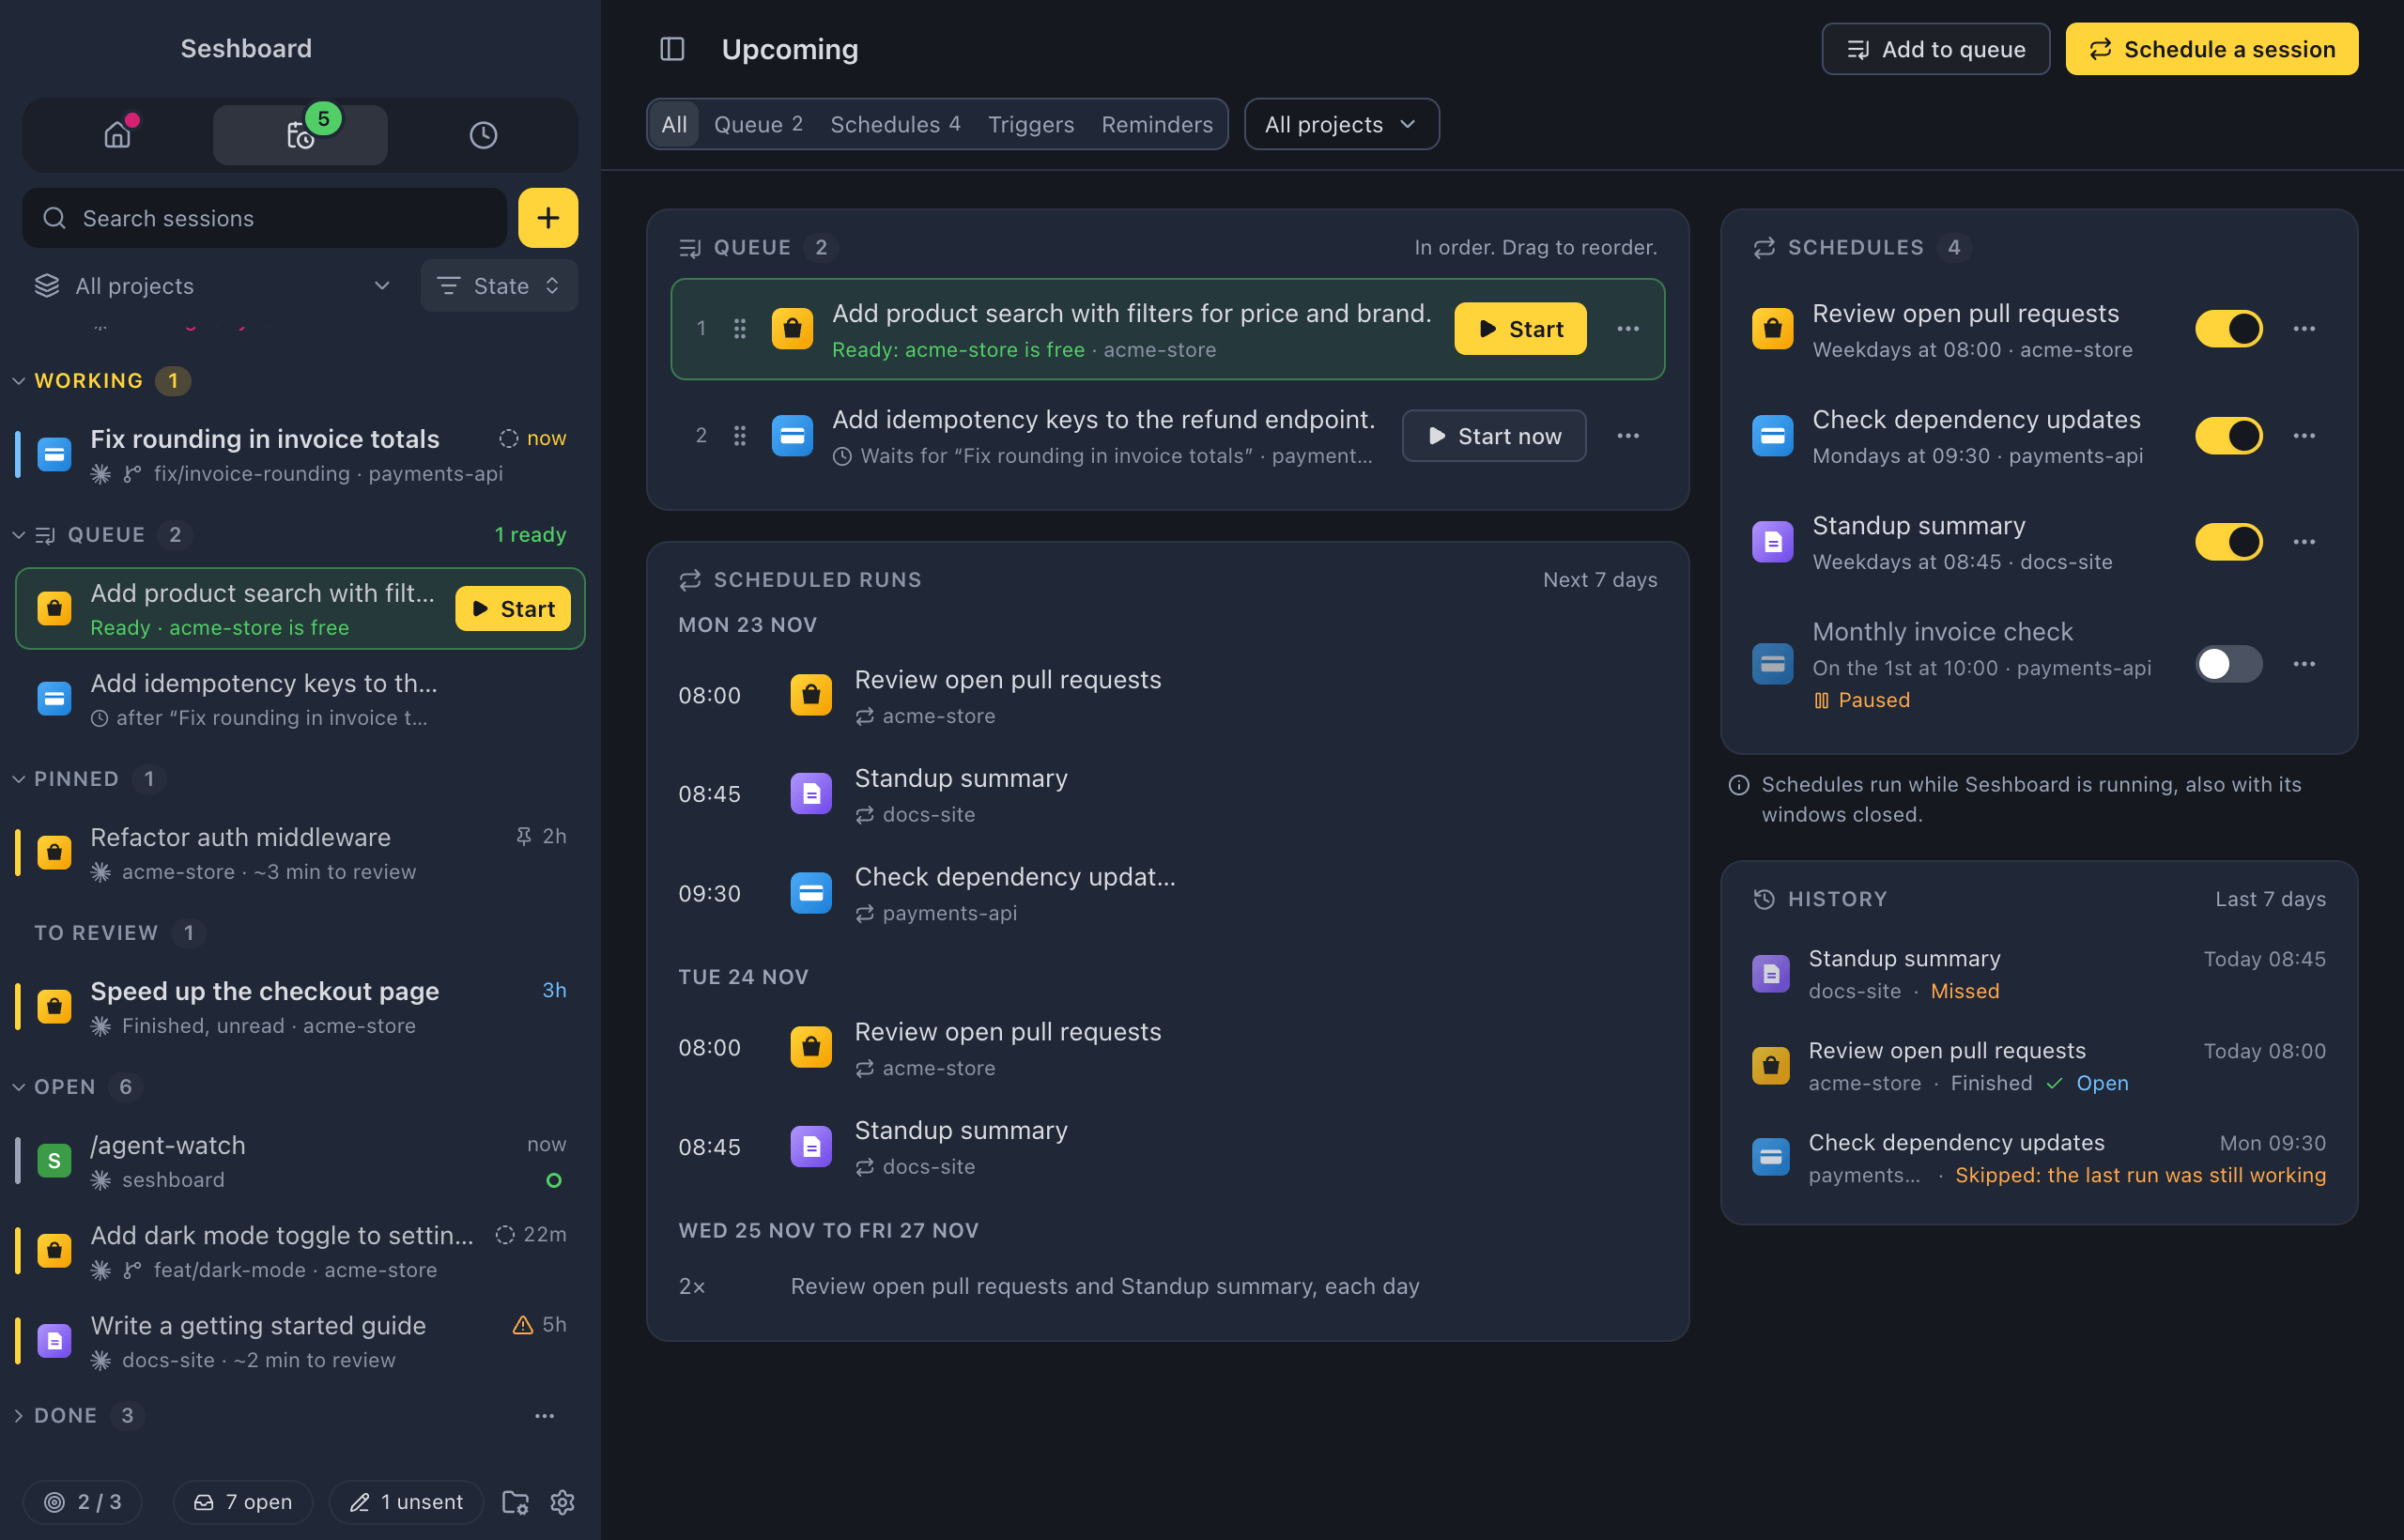 Seshboard
5
Search sessions
All projects
State
WORKING 1
Fix rounding in invoice totals
now
fix/invoice-rounding · payments-api
QUEUE 2
1 ready
Add product search with filt...
Ready · acme-store is free
Start
Add idempotency keys to th...
after “Fix rounding in invoice t...
PINNED 1
Refactor auth middleware
2h
acme-store · ~3 min to review
TO REVIEW 1
Speed up the checkout page
3h
Finished, unread · acme-store
OPEN 6
/agent-watch
now
S
seshboard
Add dark mode toggle to settin...
22m
feat/dark-mode · acme-store
Write a getting started guide
5h
docs-site · ~2 min to review
DONE 3
2 / 3
7 open
1 unsent
Upcoming
Add to queue
Schedule a session
All
Queue 2
Schedules 4
Triggers
Reminders
All projects
QUEUE 2
In order. Drag to reorder.
1
Add product search with filters for price and brand.
Ready: acme-store is free · acme-store
Start
2
Add idempotency keys to the refund endpoint.
Waits for “Fix rounding in invoice totals” · payment...
Start now
SCHEDULED RUNS
Next 7 days
MON 23 NOV
08:00
Review open pull requests
acme-store
08:45
Standup summary
docs-site
09:30
Check dependency updat...
payments-api
TUE 24 NOV
08:00
Review open pull requests
acme-store
08:45
Standup summary
docs-site
WED 25 NOV TO FRI 27 NOV
2×
Review open pull requests and Standup summary, each day
SCHEDULES 4
Review open pull requests
Weekdays at 08:00 · acme-store
Check dependency updates
Mondays at 09:30 · payments-api
Standup summary
Weekdays at 08:45 · docs-site
Monthly invoice check
On the 1st at 10:00 · payments-api
Paused
Schedules run while Seshboard is running, also with its
windows closed.
HISTORY
Last 7 days
Standup summary
Today 08:45
docs-site · Missed
Review open pull requests
Today 08:00
acme-store · Finished
Open
Check dependency updates
Mon 09:30
payments... · Skipped: the last run was still working